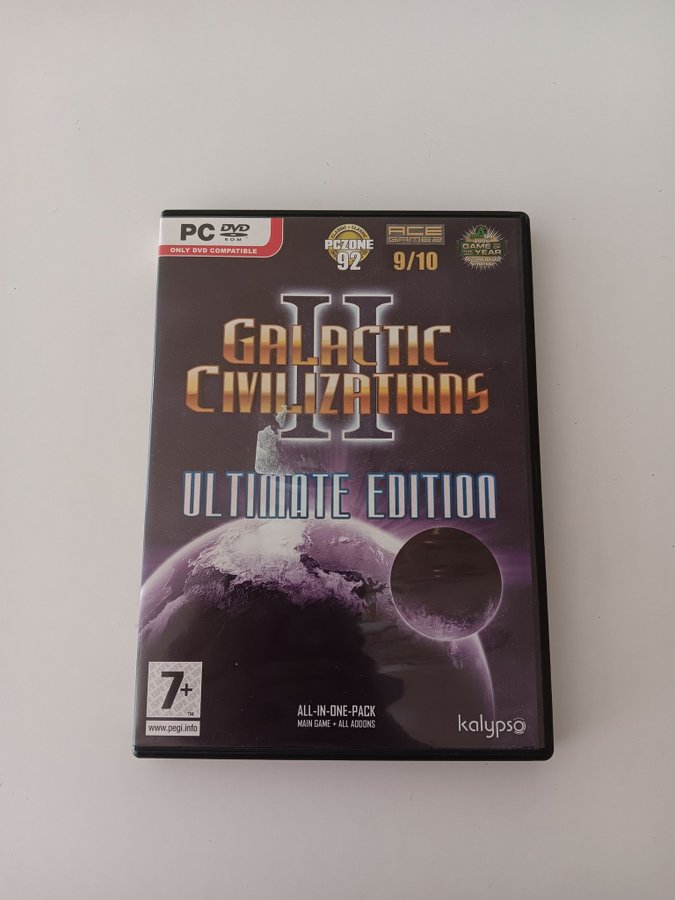 PC DVD
ROM
ONLY DVD COMPATIBLE
PCZONE
92
ACE
GAMEZ
9/10
GAME OF
THE YEAR
II
GALACTIC
CIVILIZATIONS
ULTIMATE EDITION
7+
™
www.pegi.info
ALL-IN-ONE-PACK
MAIN GAME + ALL ADDONS
kalypso